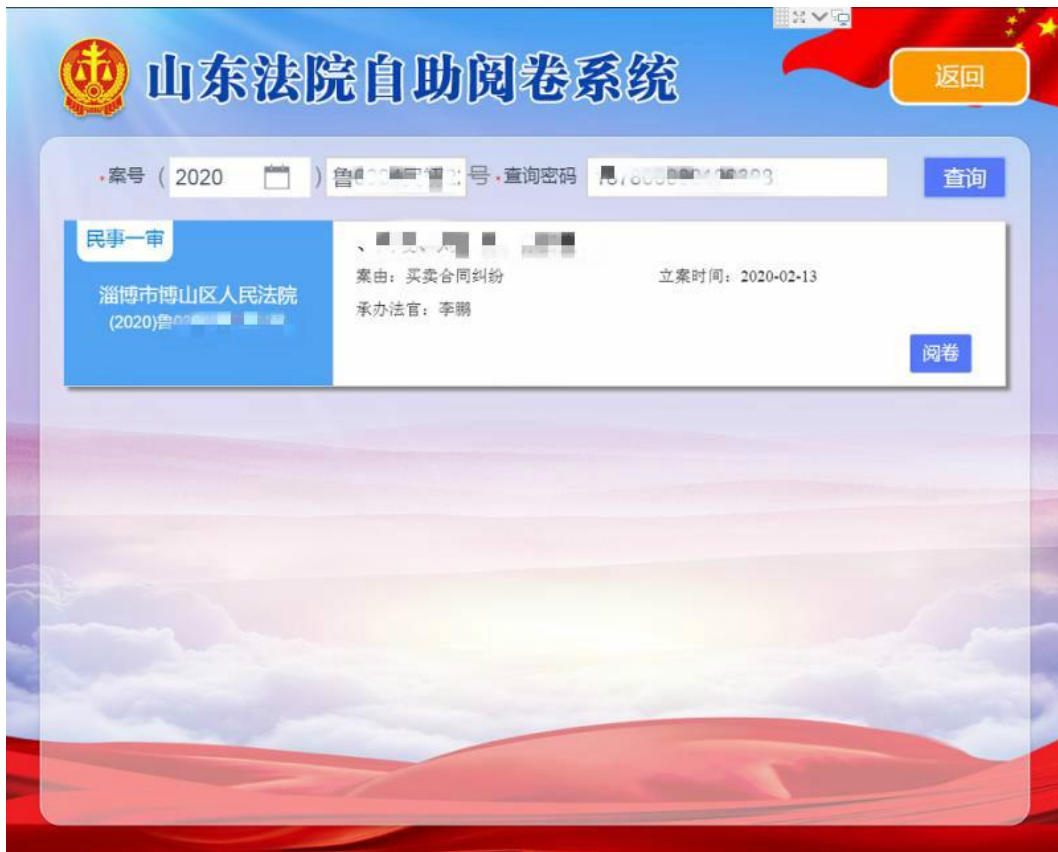 山东法院自助阅卷系统
返回
案号 ( 2020 ) 鲁 号 查询密码 查询
民事一审
淄博市博山区人民法院
(2020)鲁
案由：买卖合同纠纷 立案时间：2020-02-13
承办法官：李鹏
阅卷